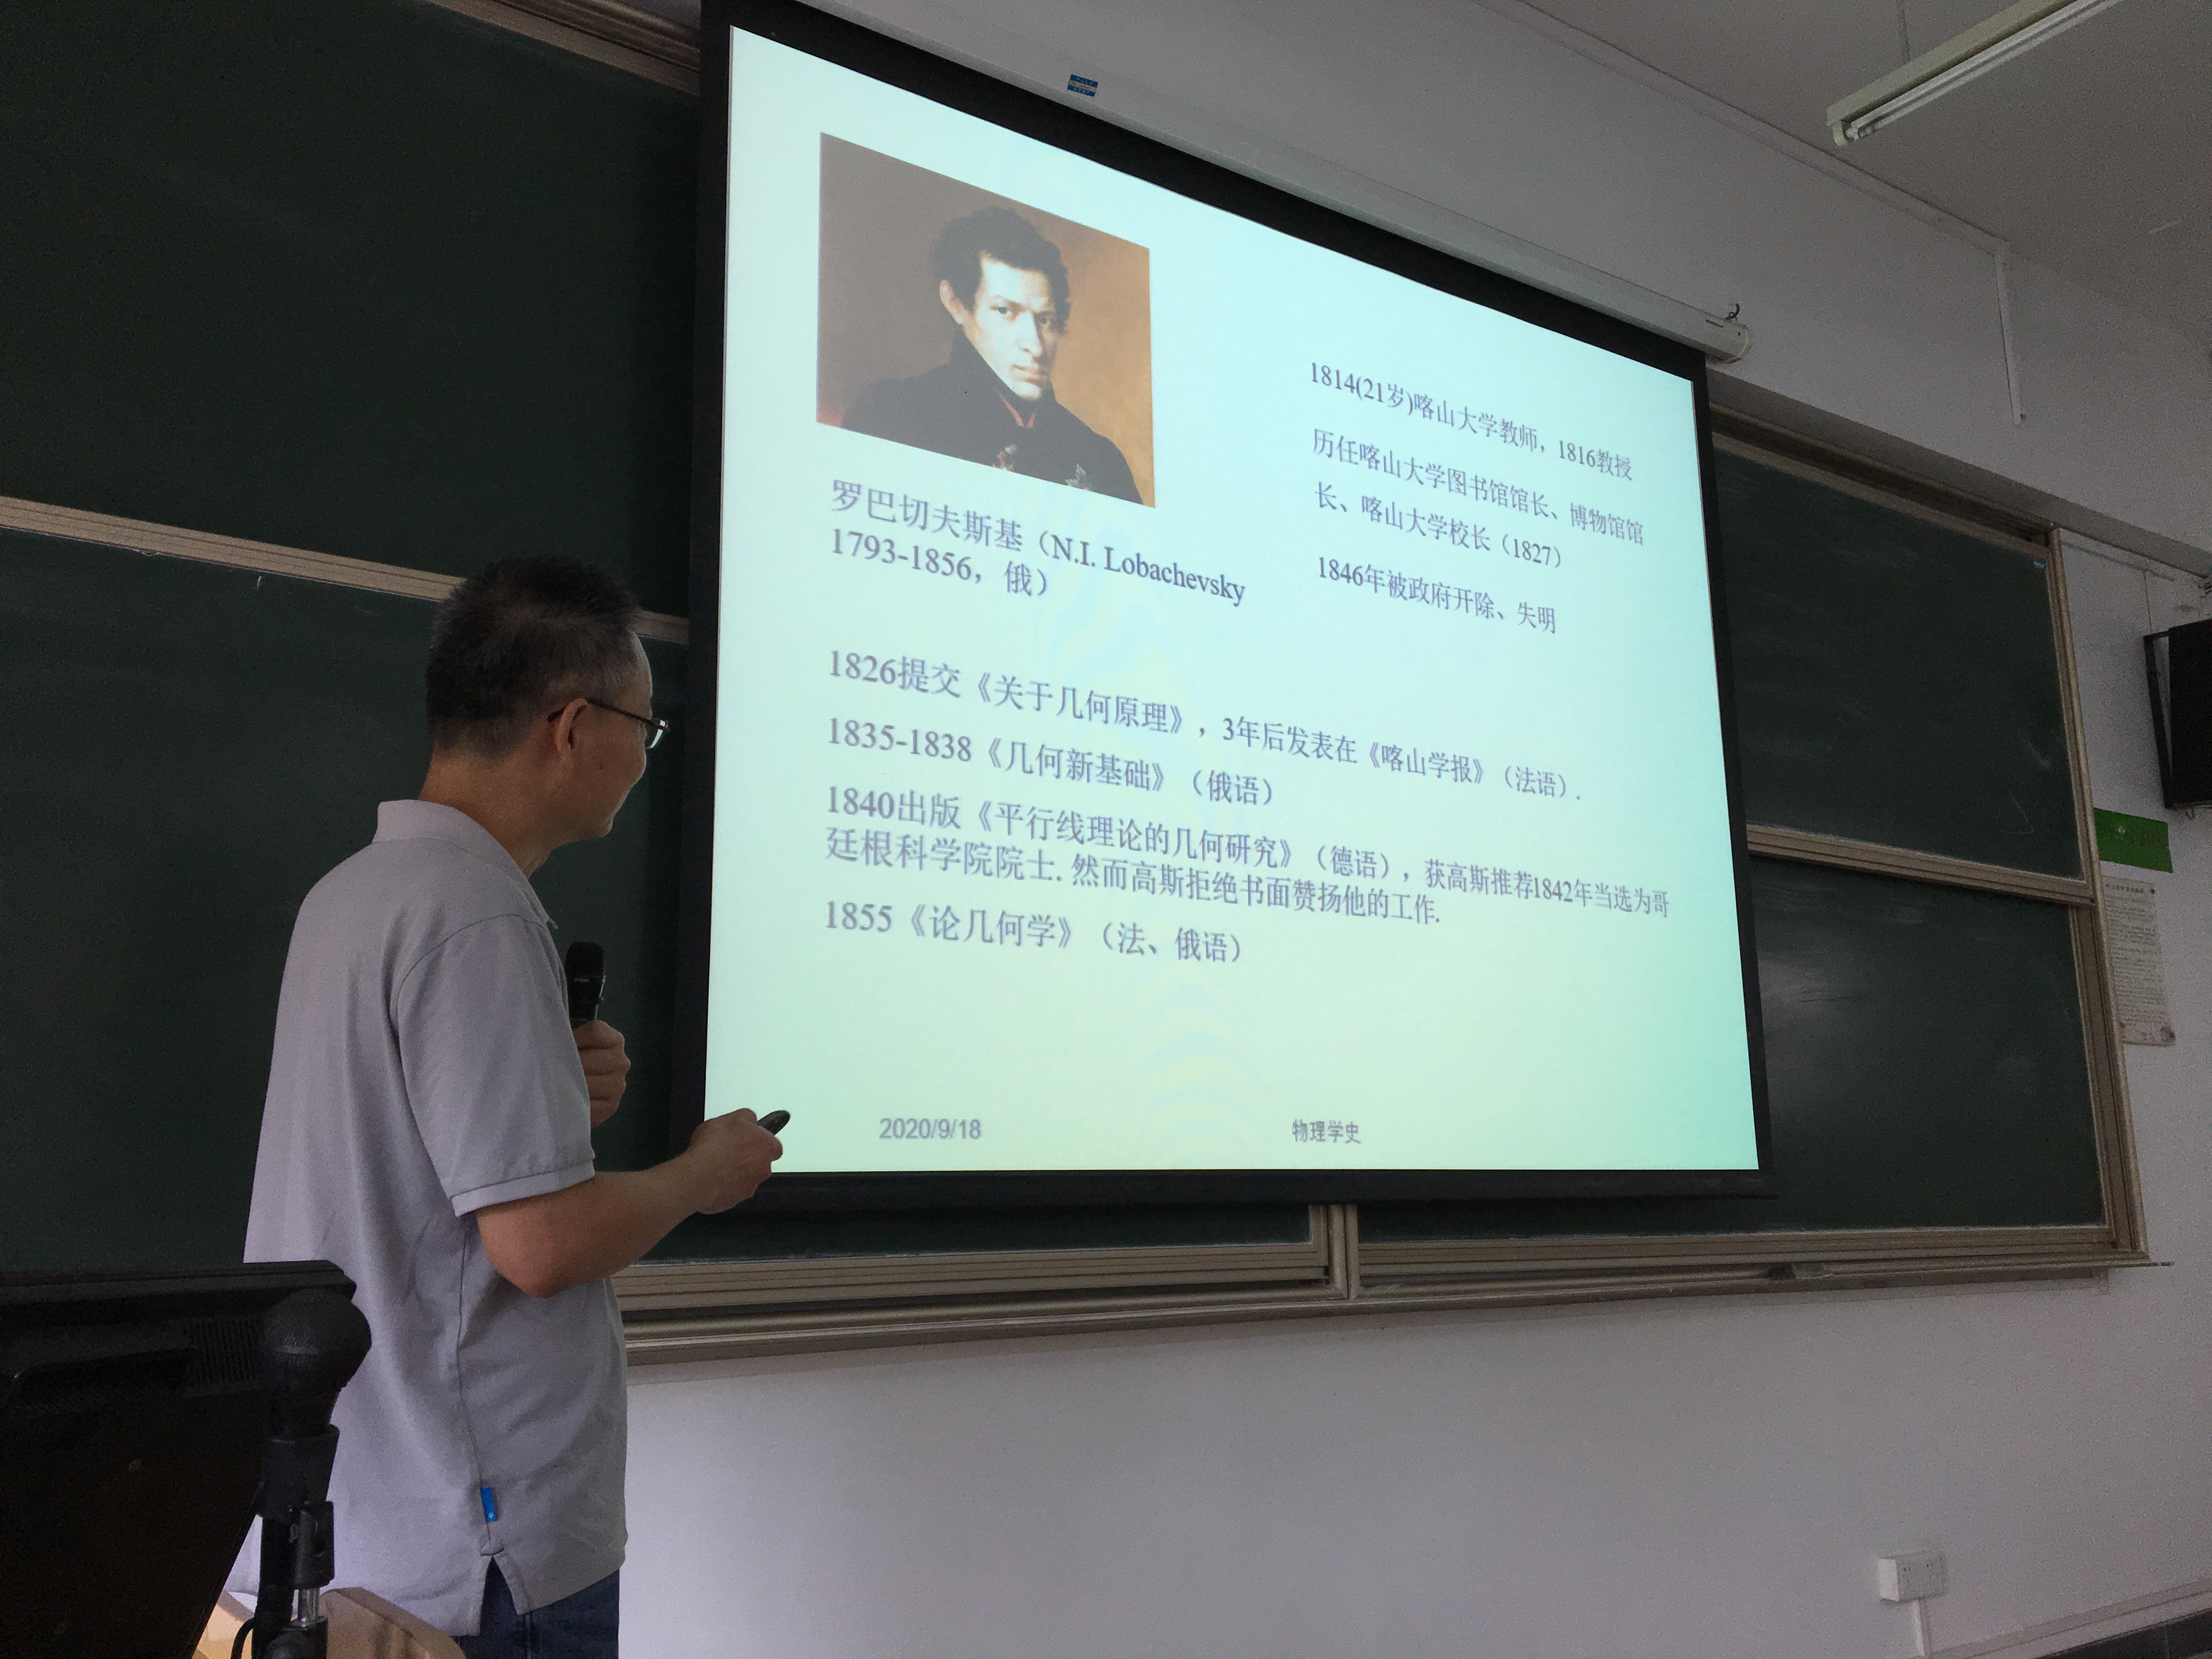 罗巴切夫斯基（N.I. Lobachevsky
1793-1856，俄）
1814(21岁)喀山大学教师，1816教授
历任喀山大学图书馆馆长、博物馆馆
长、喀山大学校长（1827）
1846年被政府开除、失明
1826提交《关于几何原理》，3年后发表在《喀山学报》（法语）.
1835-1838《几何新基础》（俄语）
1840出版《平行线理论的几何研究》（德语），获高斯推荐1842年当选为哥
廷根科学院院士. 然而高斯拒绝书面赞扬他的工作.
1855《论几何学》（法、俄语）
2020/9/18
物理学史